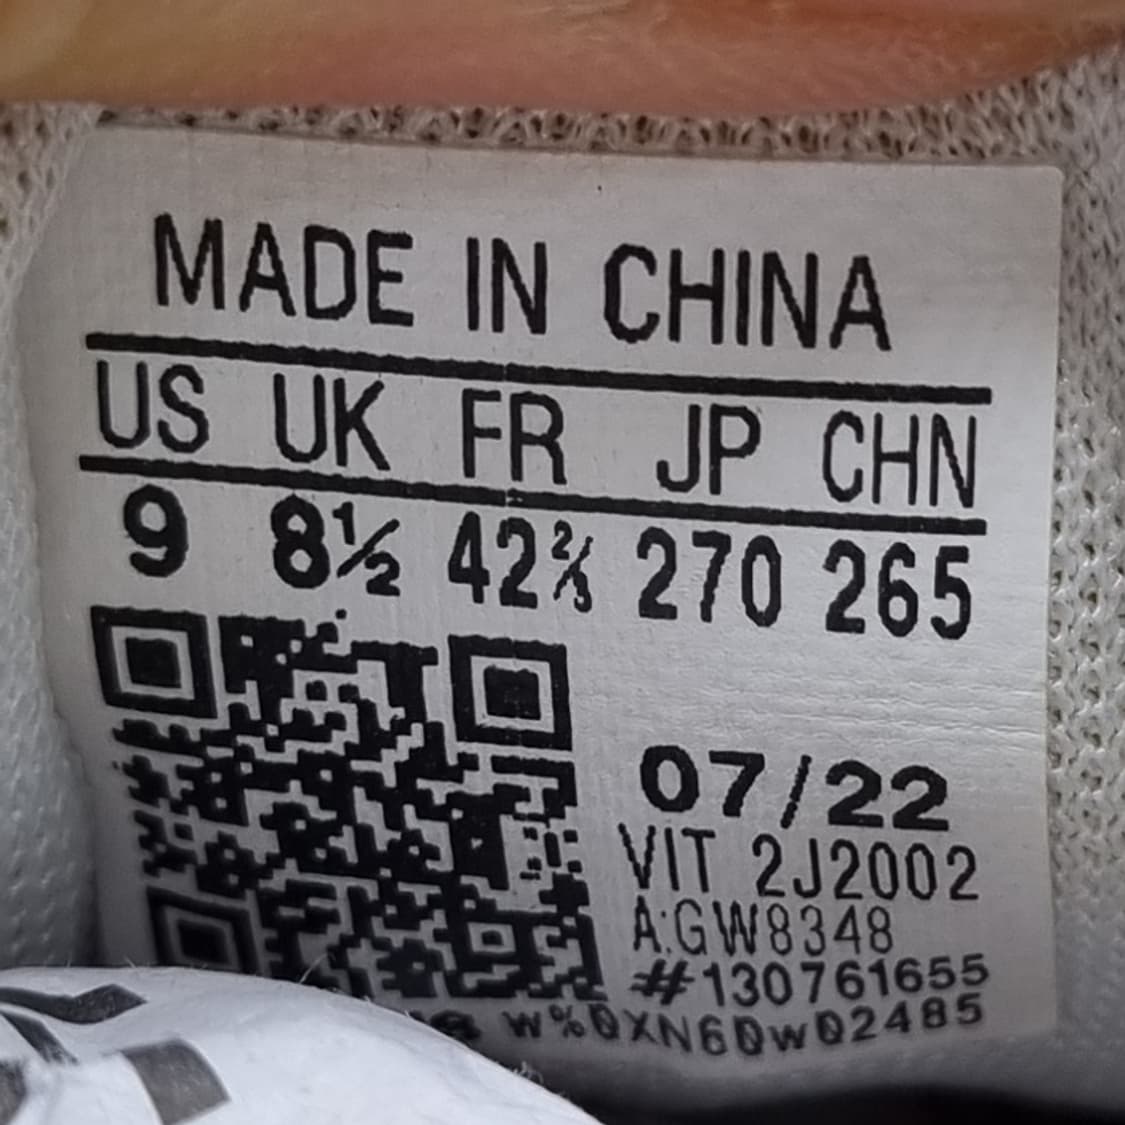 MADE IN CHINA
US UK FR JP CHN
9 8½ 42⅔ 270 265
07/22
VIT 2J2002
A:GW8348
#130761655
W%0XN60w02485